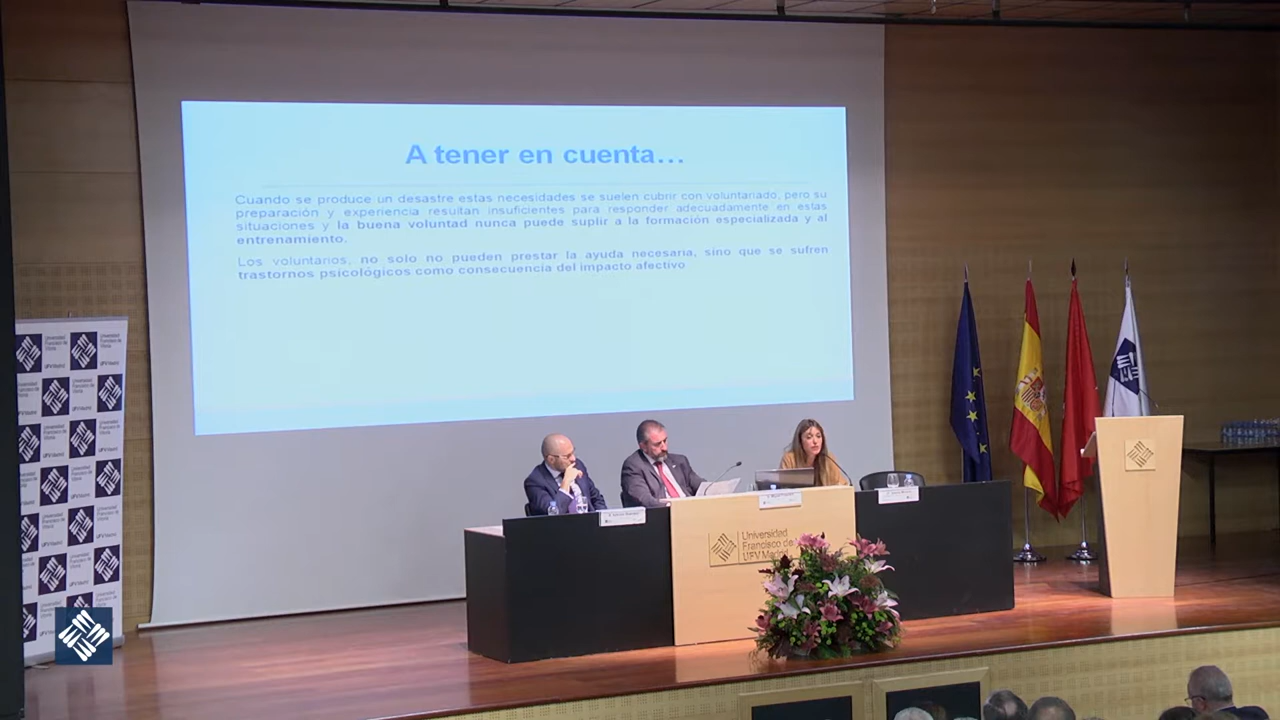 A tener en cuenta…
Cuando se produce un desastre estas necesidades se suelen cubrir con voluntariado, pero su
preparación y experiencia resultan insuficientes para responder adecuadamente en estas
situaciones y la buena voluntad nunca puede suplir a la formación especializada y al
entrenamiento.
Los voluntarios, no solo no pueden prestar la ayuda necesaria, sino que se sufren
trastornos psicológicos como consecuencia del impacto afectivo
Universidad
Francisco de
UFV Madrid